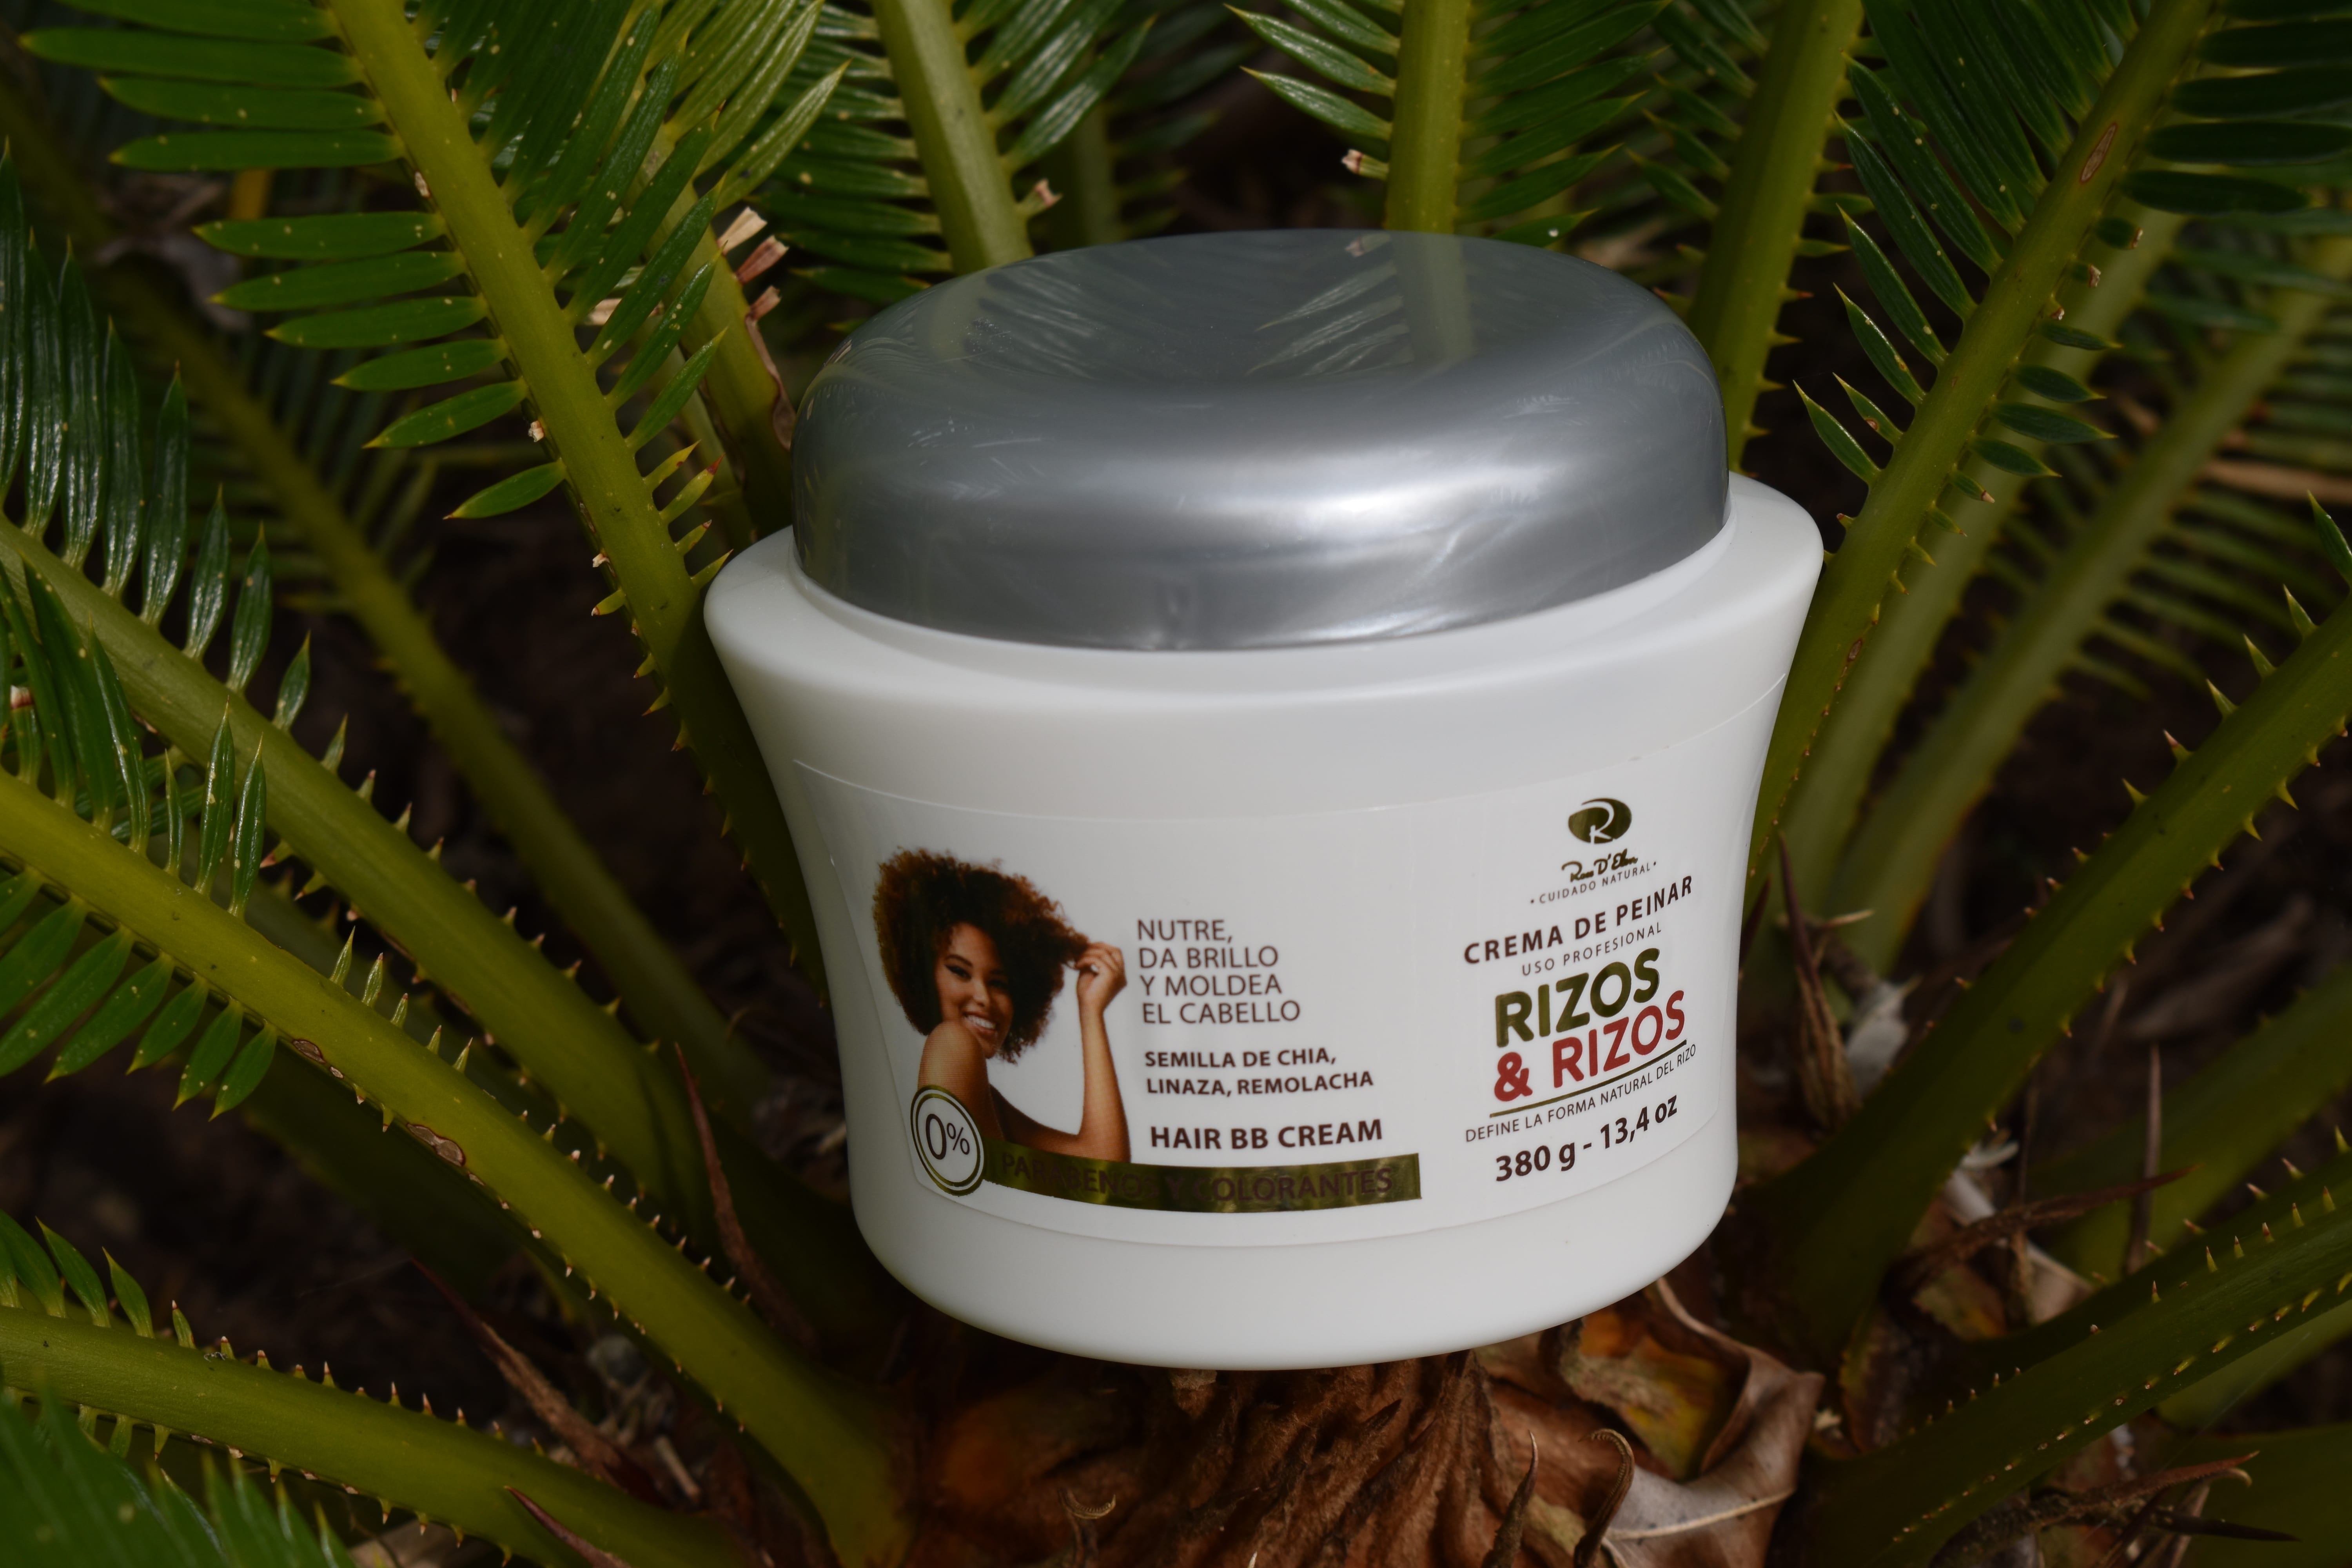 NUTRE,
DA BRILLO
Y MOLDEA
EL CABELLO
SEMILLA DE CHIA,
LINAZA, REMOLACHA
HAIR BB CREAM
0%
PARABENOS Y COLORANTES
R
• CUIDADO NATURAL •
CREMA DE PEINAR
USO PROFESIONAL
RIZOS
& RIZOS
DEFINE LA FORMA NATURAL DEL RIZO
380 g - 13,4 oz